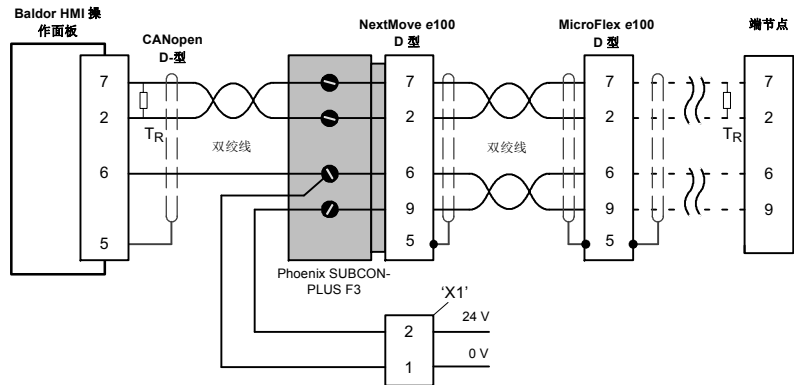 Baldor HMI 操
作面板
CANopen
D-型
NextMove e100
D 型
MicroFlex e100
D 型
端节点
7
2
6
5
TR
双绞线
7
2
6
9
5
双绞线
7
2
6
9
5
TR
7
2
6
9
Phoenix SUBCON-
PLUS F3
‘X1’
2
1
24 V
0 V